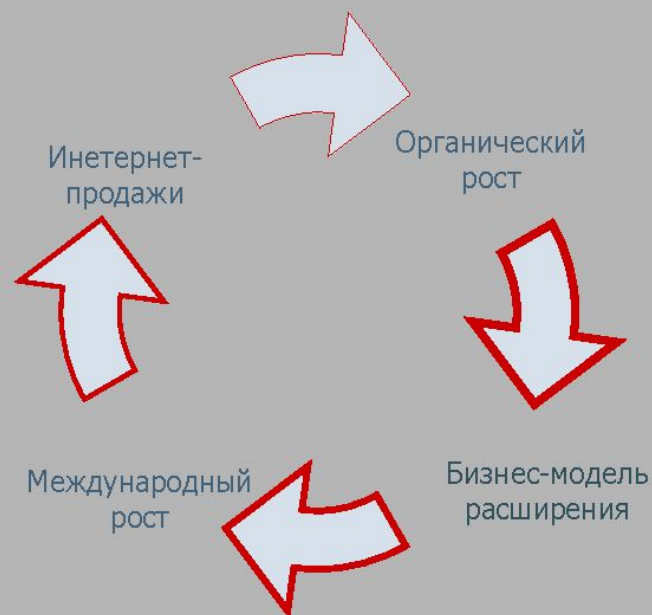 Инетернет-
продажи
Органический
рост
Бизнес-модель
расширения
Международный
рост